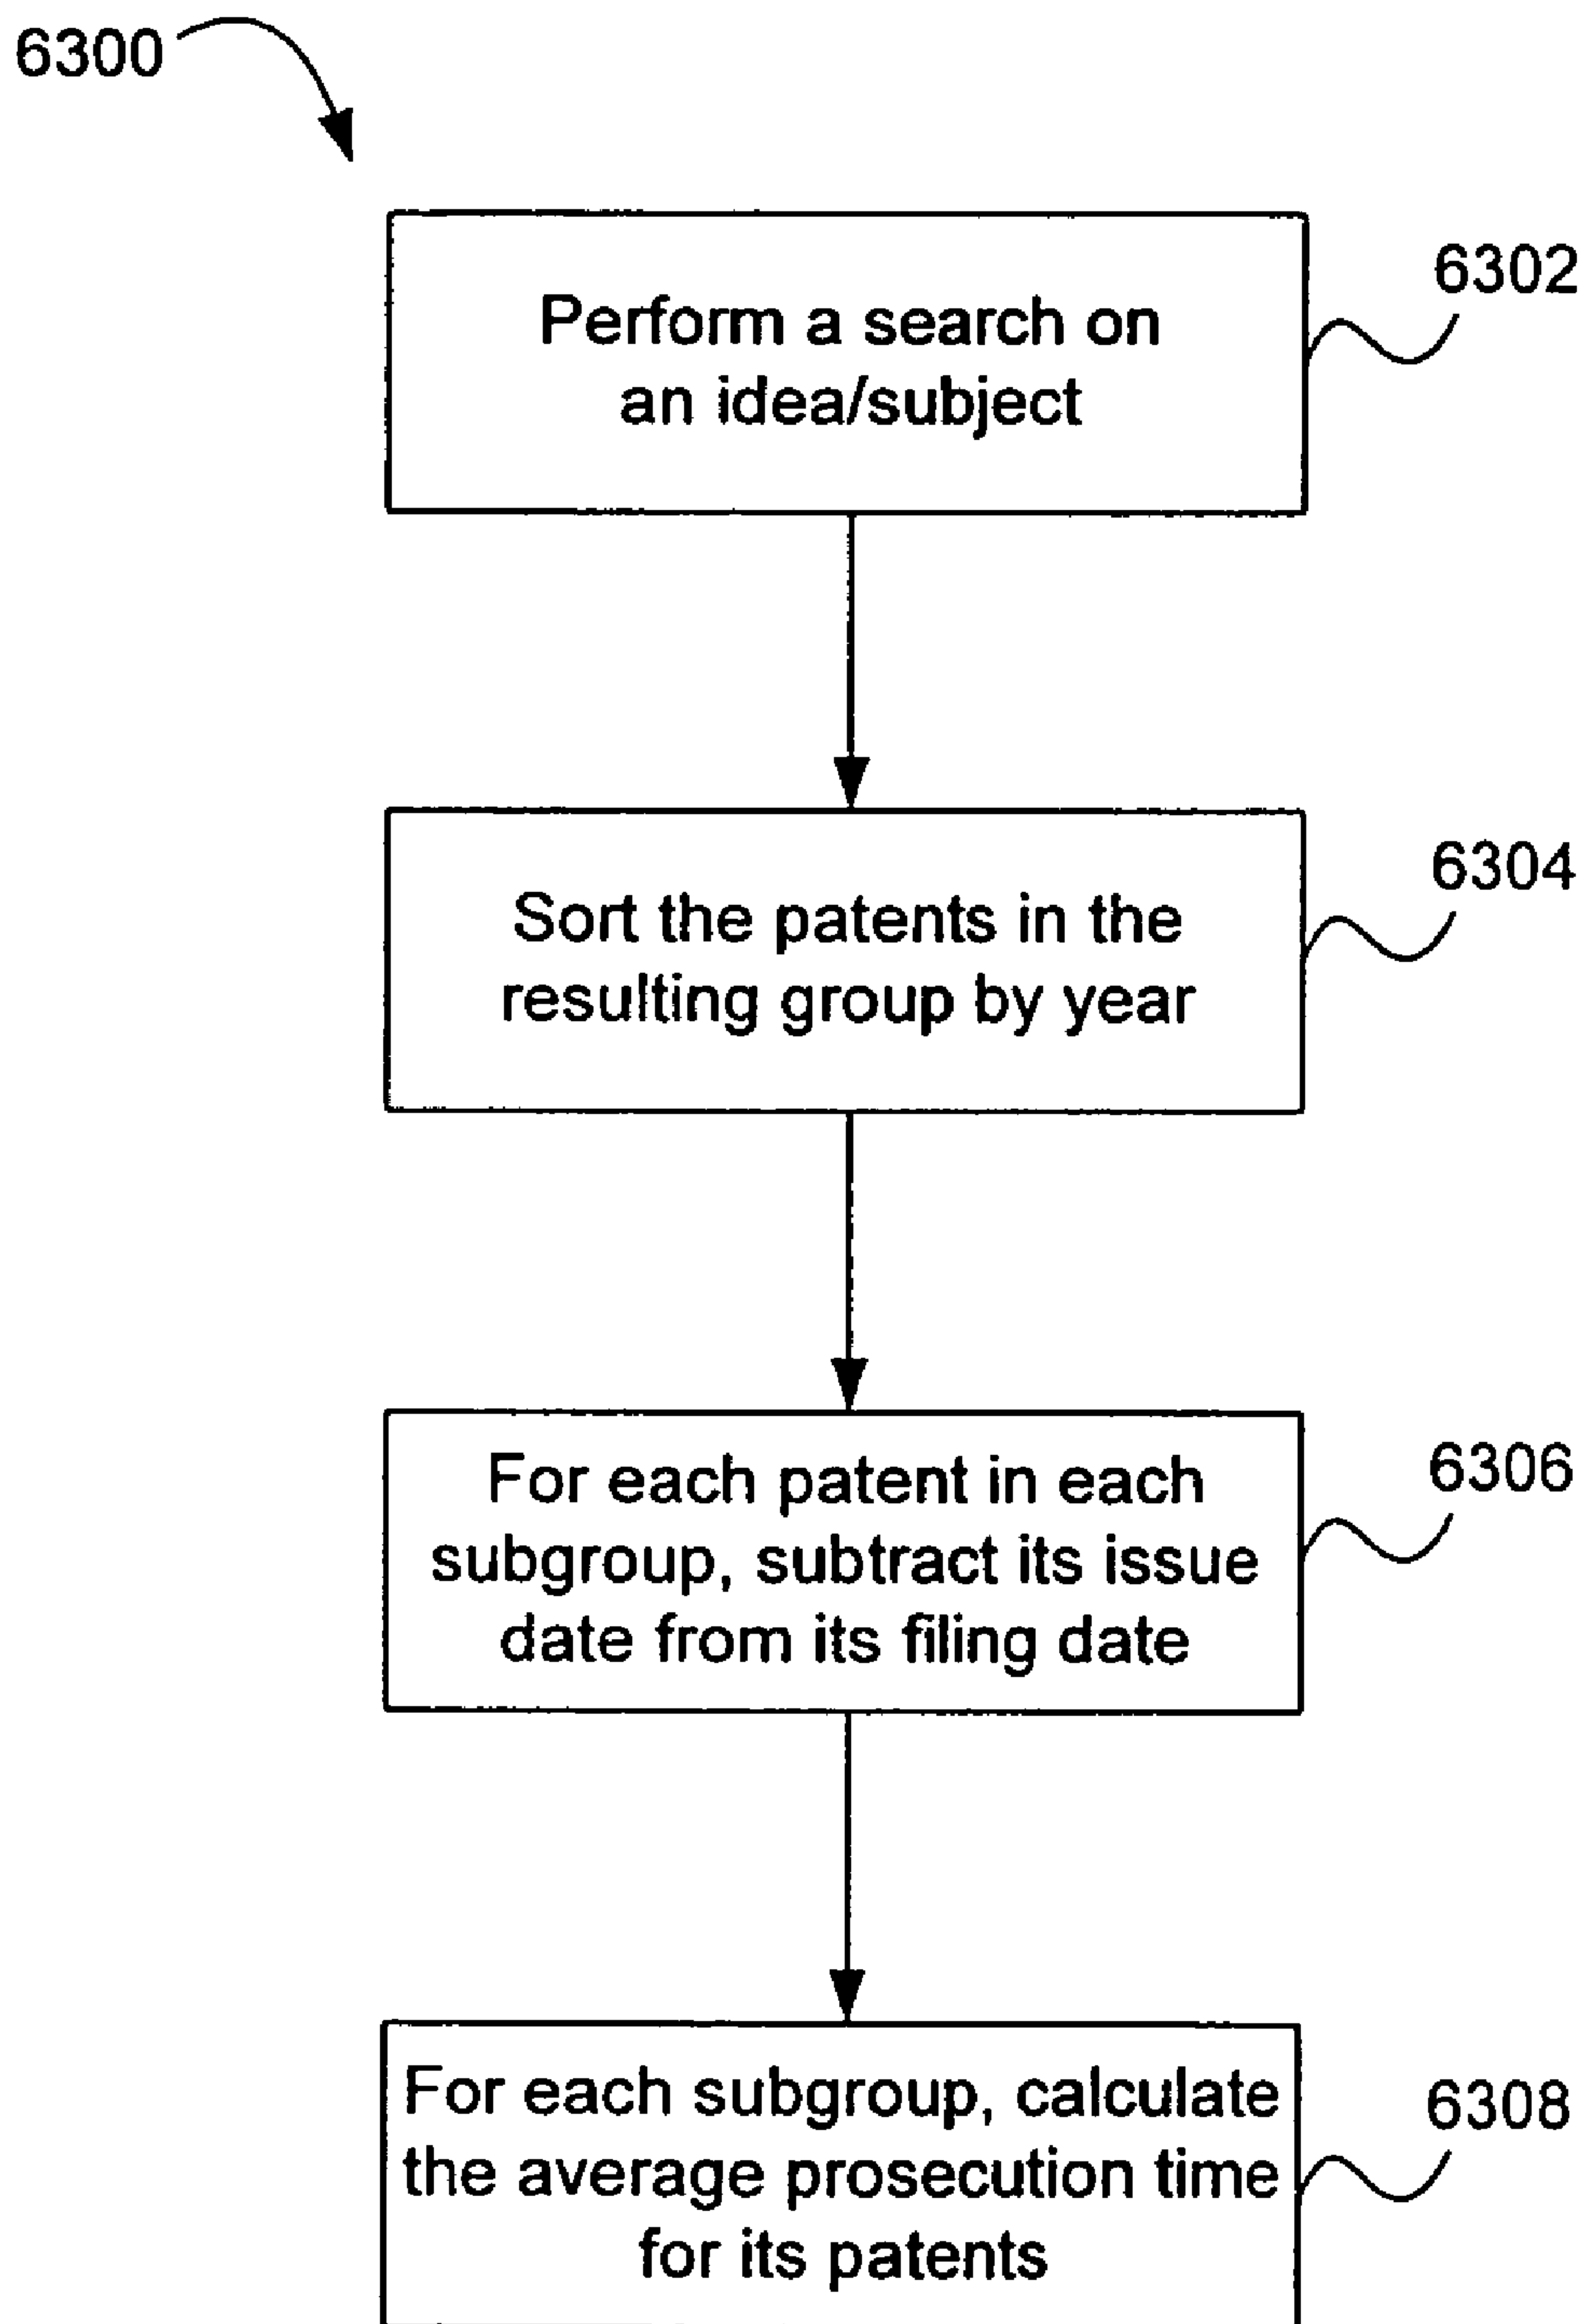 6300
Perform a search on
an idea/subject
6302
Sort the patents in the
resulting group by year
6304
For each patent in each
subgroup, subtract its issue
date from its filing date
6306
For each subgroup, calculate
the average prosecution time
for its patents
6308